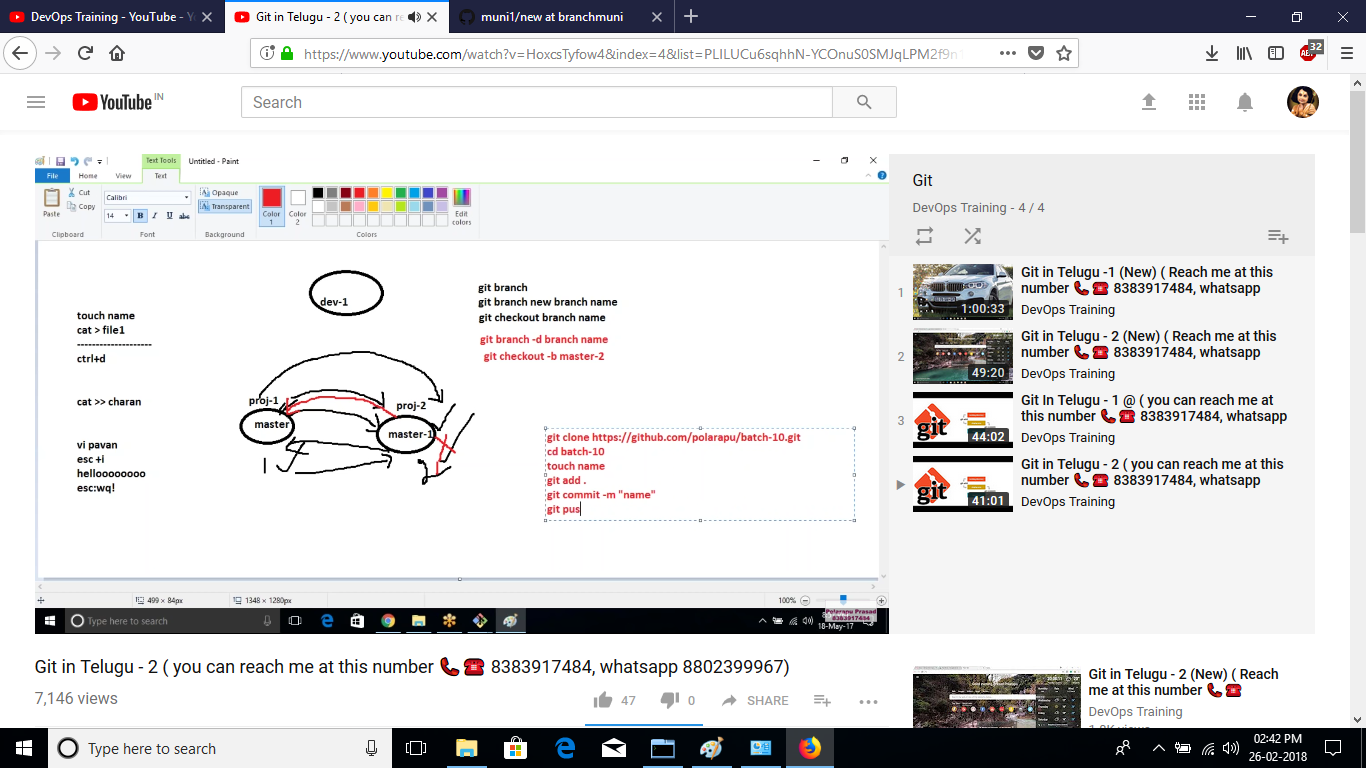 DevOps Training - YouTube - Y
Git in Telugu - 2 ( you can re
muni1/new at branchmuni
https://www.youtube.com/watch?v=HoxcsTyfow4&index=4&list=PLILUCu6sqhhN-YCOnuS0SMJqLPM2f9n
32
YouTube IN
Search
Text Tools
Untitled - Paint
File Home View Text
Paste
Cut
Copy
Clipboard
Calibri
14 B I U abc
Font
Opaque
Transparent
Background
Color 1
Color 2
Edit colors
Colors
dev-1
touch name
cat > file1
--------------------
ctrl+d
cat >> charan
vi pavan
esc +i
helloooooooo
esc:wq!
git branch
git branch new branch name
git checkout branch name
git branch -d branch name
git checkout -b master-2
proj-1
master
proj-2
master-1
git clone https://github.com/polarapu/batch-10.git
cd batch-10
touch name
git add .
git commit -m "name"
git pus
499 × 84px
1348 × 1280px
100%
Type here to search
Polarapu Prasad
8383917484
18-May-17
Git
DevOps Training - 4 / 4
1
1:00:33
Git in Telugu -1 (New) ( Reach me at this
number 📞☎ 8383917484, whatsapp
DevOps Training
2
49:20
Git in Telugu - 2 (New) ( Reach me at this
number 📞☎ 8383917484, whatsapp
DevOps Training
3
git
44:02
Git In Telugu - 1 @ ( you can reach me at
this number 📞☎ 8383917484, whatsapp
DevOps Training
git
41:01
Git in Telugu - 2 ( you can reach me at this
number 📞☎ 8383917484, whatsapp
DevOps Training
Git in Telugu - 2 ( you can reach me at this number 📞☎ 8383917484, whatsapp 8802399967)
7,146 views
47
0
SHARE
Git in Telugu - 2 (New) ( Reach
me at this number 📞☎
DevOps Training
Type here to search
02:42 PM
26-02-2018